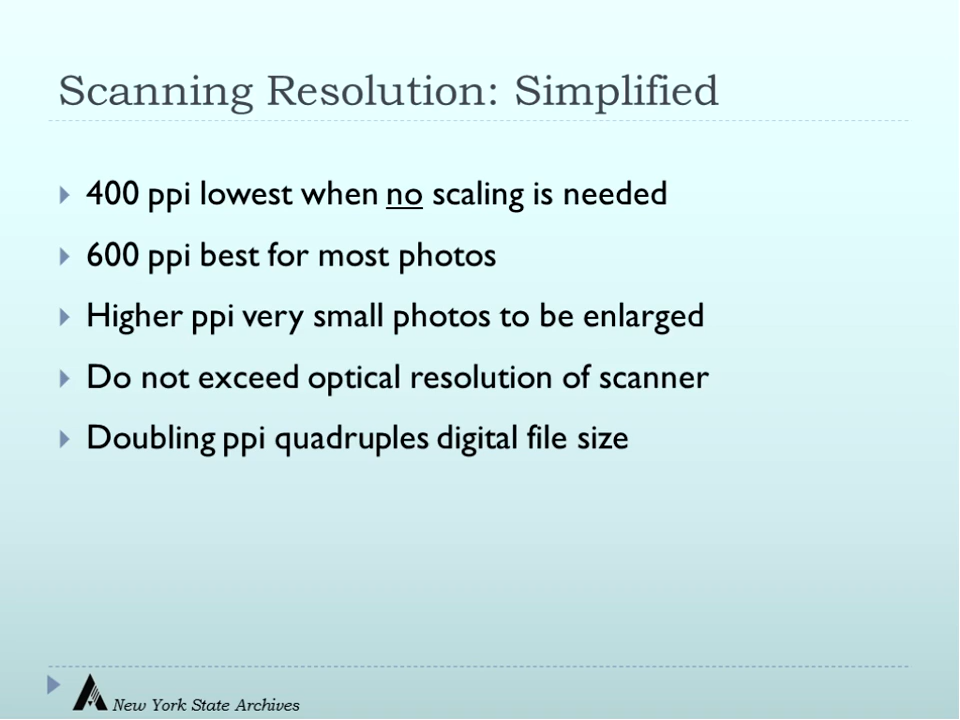 Scanning Resolution: Simplified
400 ppi lowest when no scaling is needed
600 ppi best for most photos
Higher ppi very small photos to be enlarged
Do not exceed optical resolution of scanner
Doubling ppi quadruples digital file size
New York State Archives